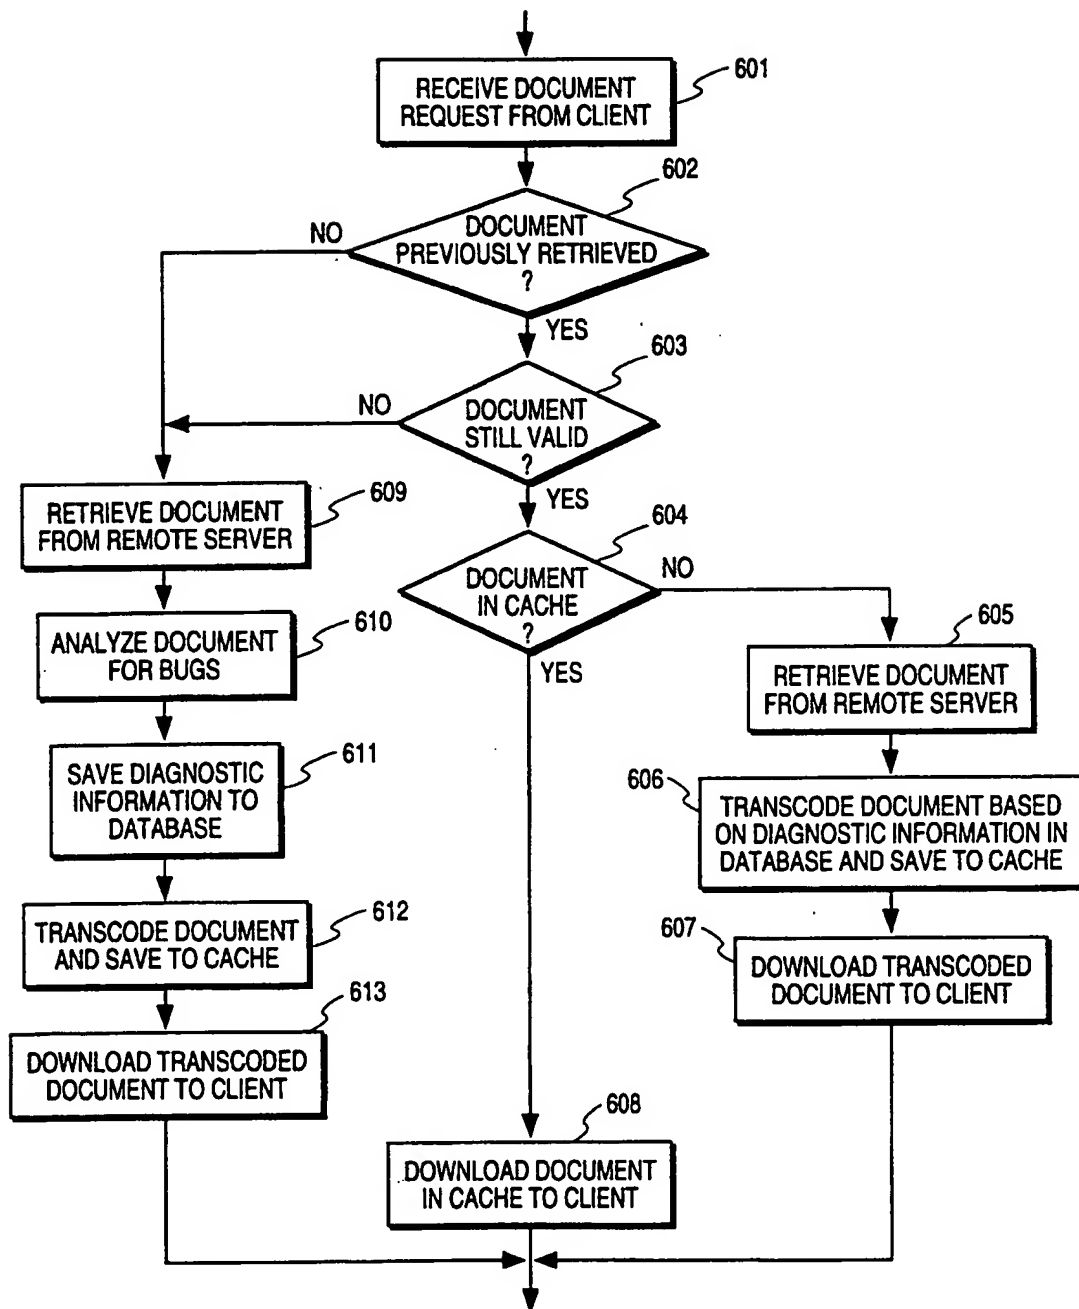 RECEIVE DOCUMENT
REQUEST FROM CLIENT
601
602
DOCUMENT
PREVIOUSLY RETRIEVED
?
NO
YES
603
DOCUMENT
STILL VALID
?
NO
YES
604
DOCUMENT
IN CACHE
?
NO
YES
609
RETRIEVE DOCUMENT
FROM REMOTE SERVER
610
ANALYZE DOCUMENT
FOR BUGS
611
SAVE DIAGNOSTIC
INFORMATION TO
DATABASE
612
TRANSCODE DOCUMENT
AND SAVE TO CACHE
613
DOWNLOAD TRANSCODED
DOCUMENT TO CLIENT
605
RETRIEVE DOCUMENT
FROM REMOTE SERVER
606
TRANSCODE DOCUMENT BASED
ON DIAGNOSTIC INFORMATION IN
DATABASE AND SAVE TO CACHE
607
DOWNLOAD TRANSCODED
DOCUMENT TO CLIENT
608
DOWNLOAD DOCUMENT
IN CACHE TO CLIENT